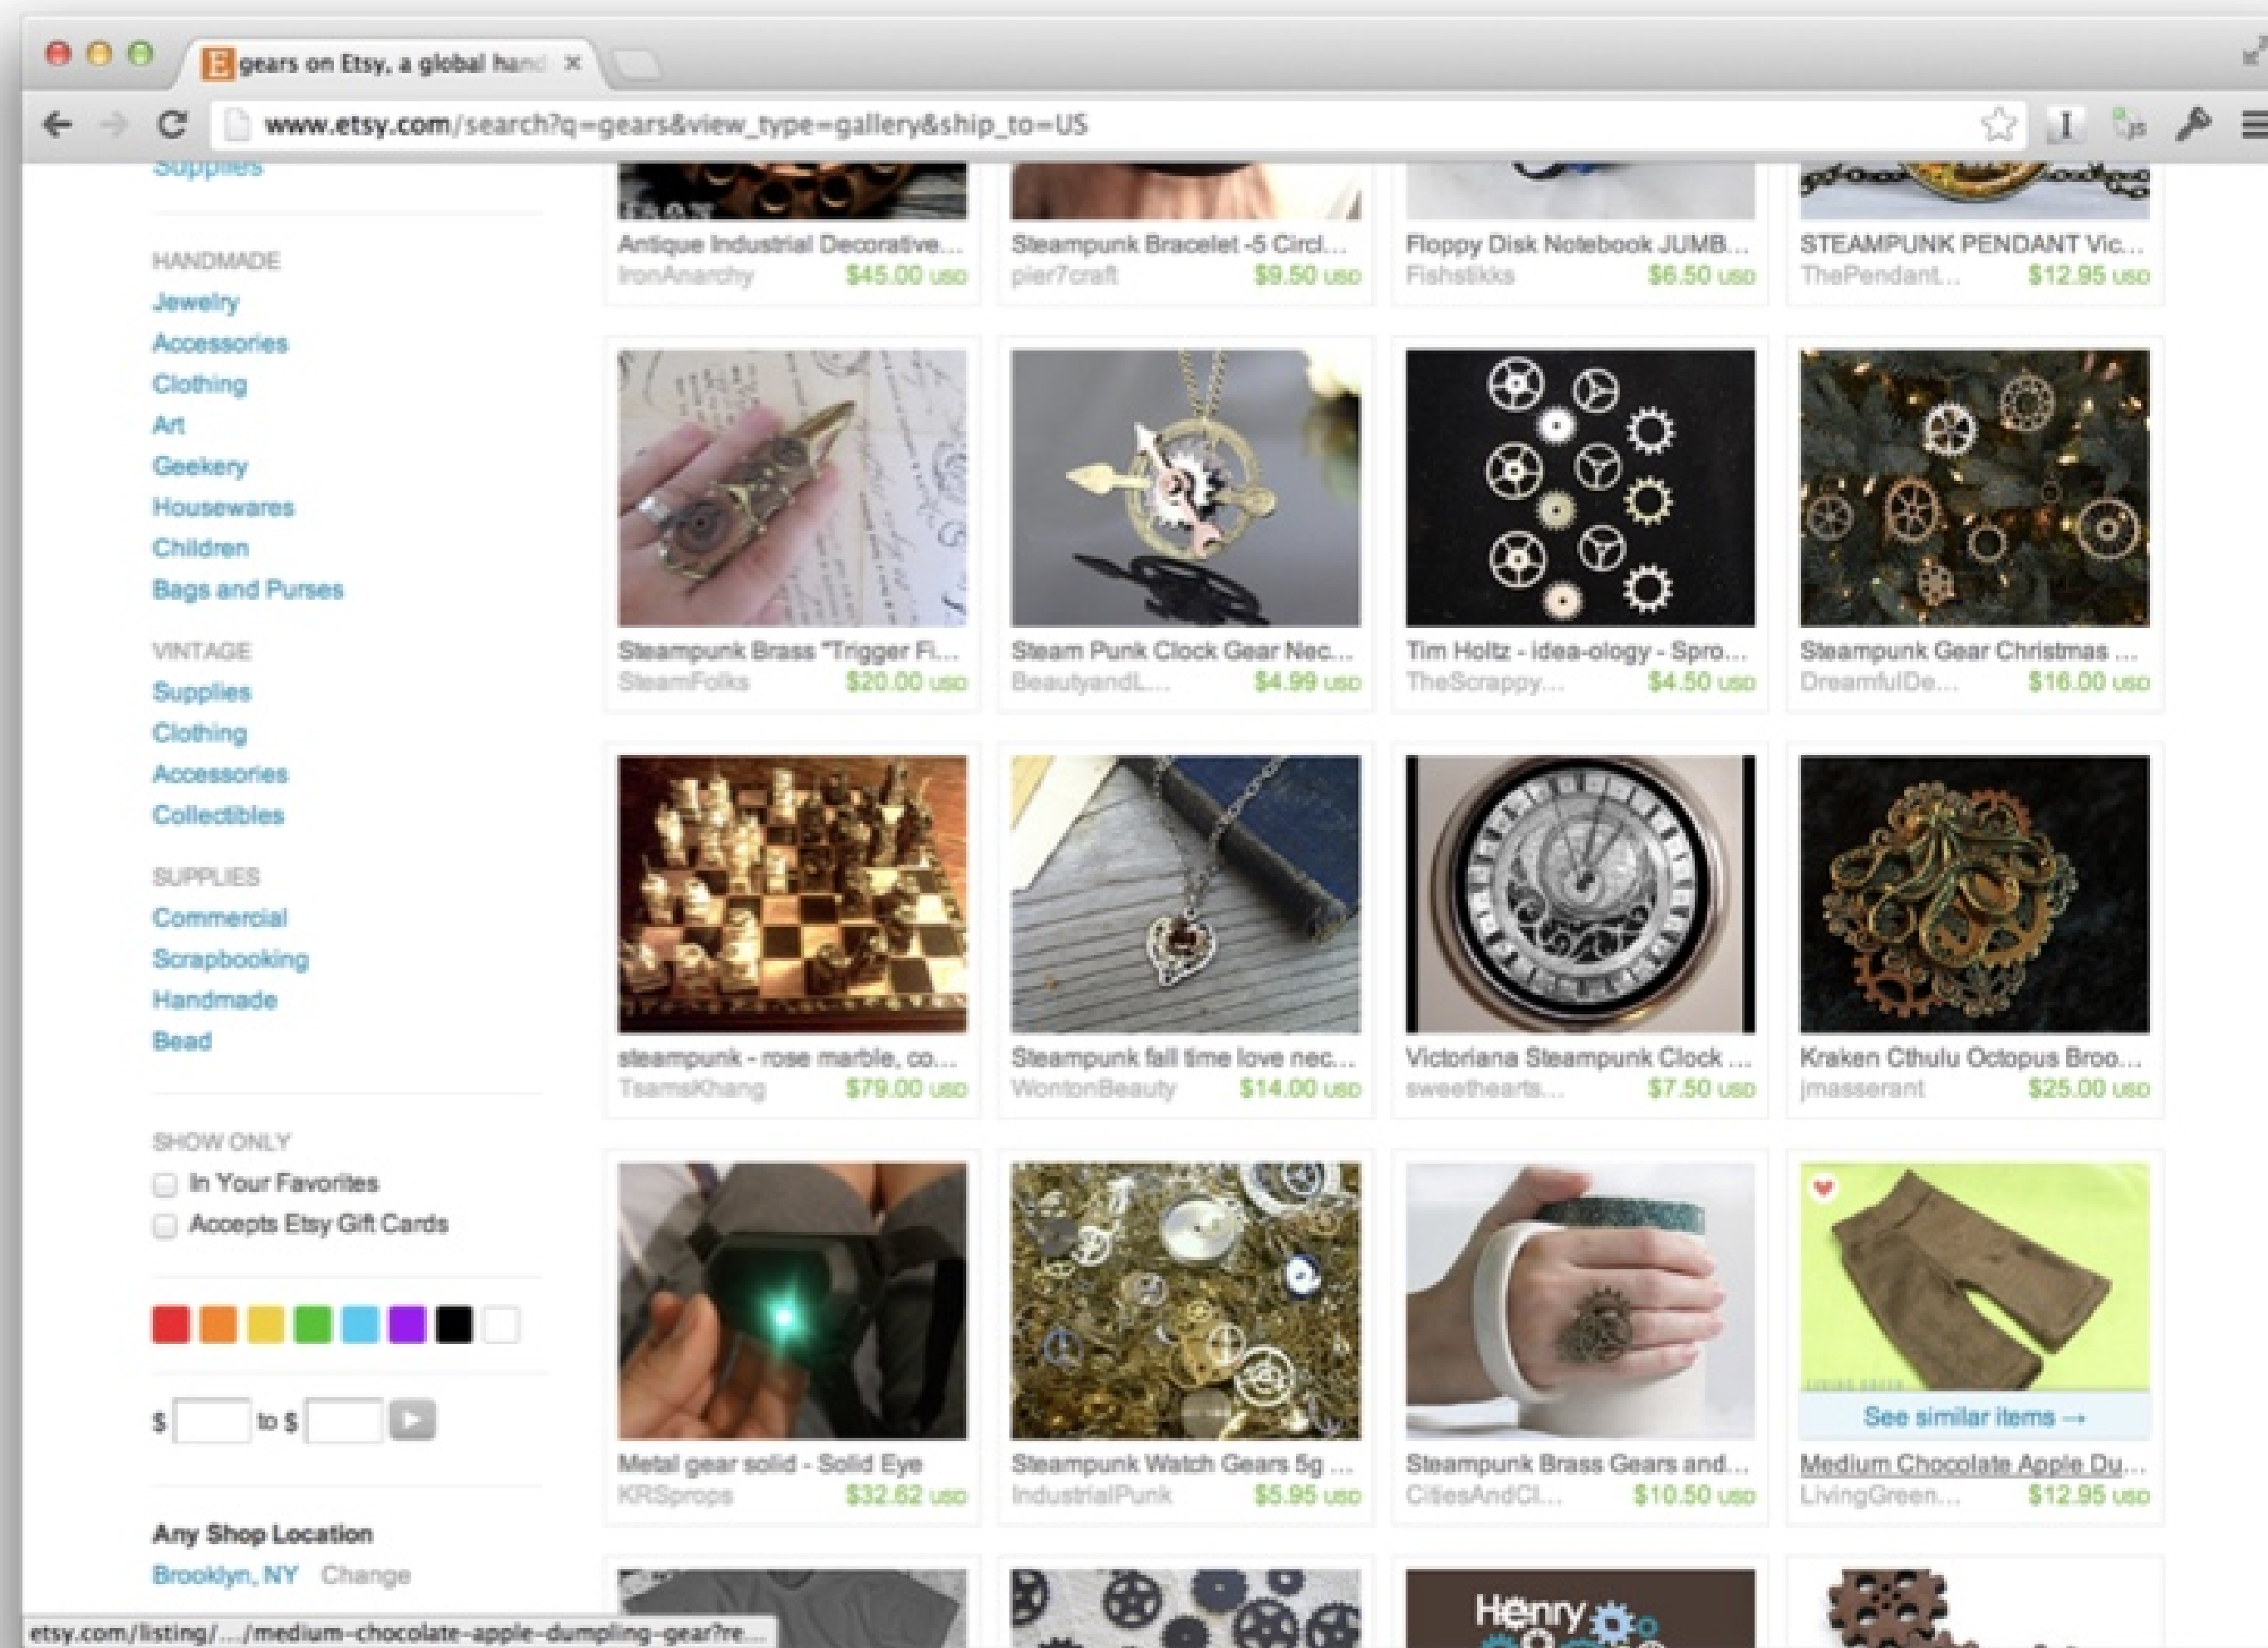 gears on Etsy, a global hand
www.etsy.com/search?q=gears&view_type=gallery&ship_to=US
Supplies
HANDMADE
Jewelry
Accessories
Clothing
Art
Geekery
Housewares
Children
Bags and Purses
VINTAGE
Supplies
Clothing
Accessories
Collectibles
SUPPLIES
Commercial
Scrapbooking
Handmade
Bead
SHOW ONLY
In Your Favorites
Accepts Etsy Gift Cards
$ to $
Any Shop Location
Brooklyn, NY Change
etsy.com/listing/.../medium-chocolate-apple-dumpling-gear?re...
Antique Industrial Decorative...
IronAnarchy $45.00 USD
Steampunk Bracelet -5 Circl...
pier7craft $9.50 USD
Floppy Disk Notebook JUMB...
Fishstikks $6.50 USD
STEAMPUNK PENDANT Vic...
ThePendant... $12.95 USD
Steampunk Brass "Trigger Fi...
SteamFolks $20.00 USD
Steam Punk Clock Gear Nec...
BeautyandL... $4.99 USD
Tim Holtz - idea-ology - Spro...
TheScrappy... $4.50 USD
Steampunk Gear Christmas ...
DreamfulDe... $16.00 USD
steampunk - rose marble, co...
TsamsKhang $79.00 USD
Steampunk fall time love nec...
WontonBeauty $14.00 USD
Victoriana Steampunk Clock ...
sweethearts... $7.50 USD
Kraken Cthulu Octopus Broo...
jmasserant $25.00 USD
Metal gear solid - Solid Eye
KRSprops $32.62 USD
Steampunk Watch Gears 5g ...
IndustrialPunk $5.95 USD
Steampunk Brass Gears and...
CitiesAndCl... $10.50 USD
See similar items →
Medium Chocolate Apple Du...
LivingGreen... $12.95 USD
Henry